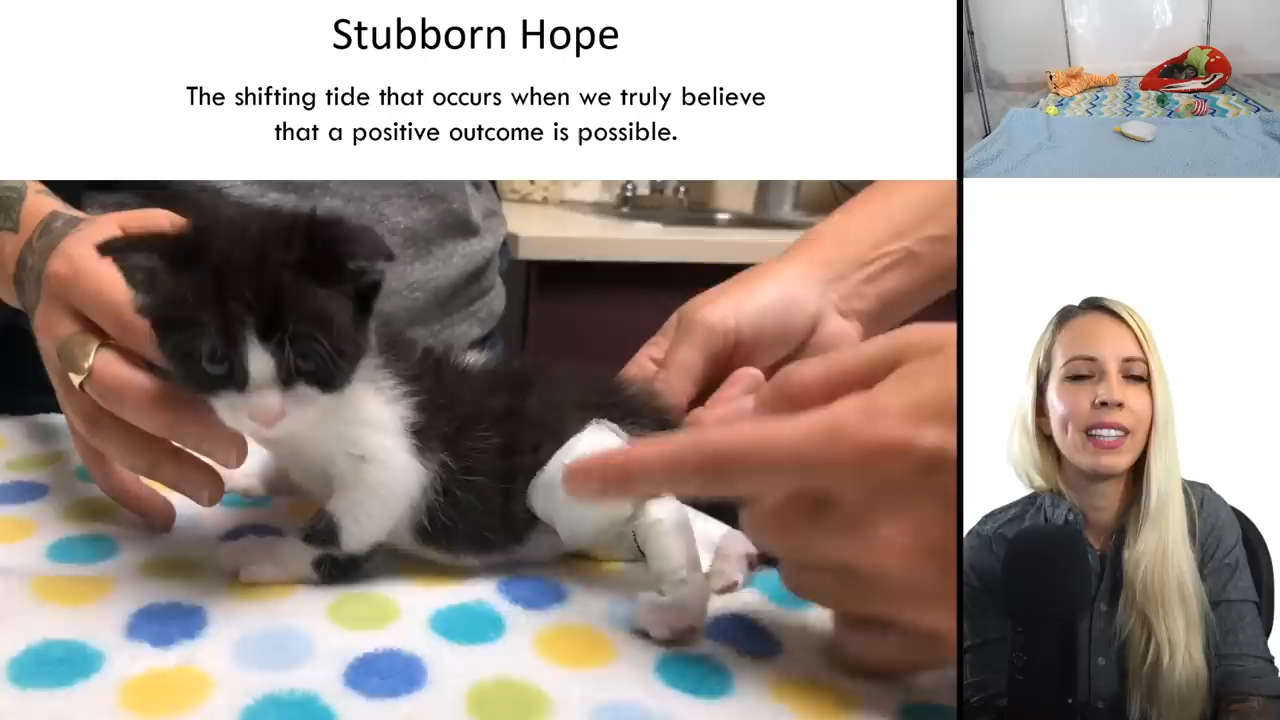 Stubborn Hope
The shifting tide that occurs when we truly believe
that a positive outcome is possible.